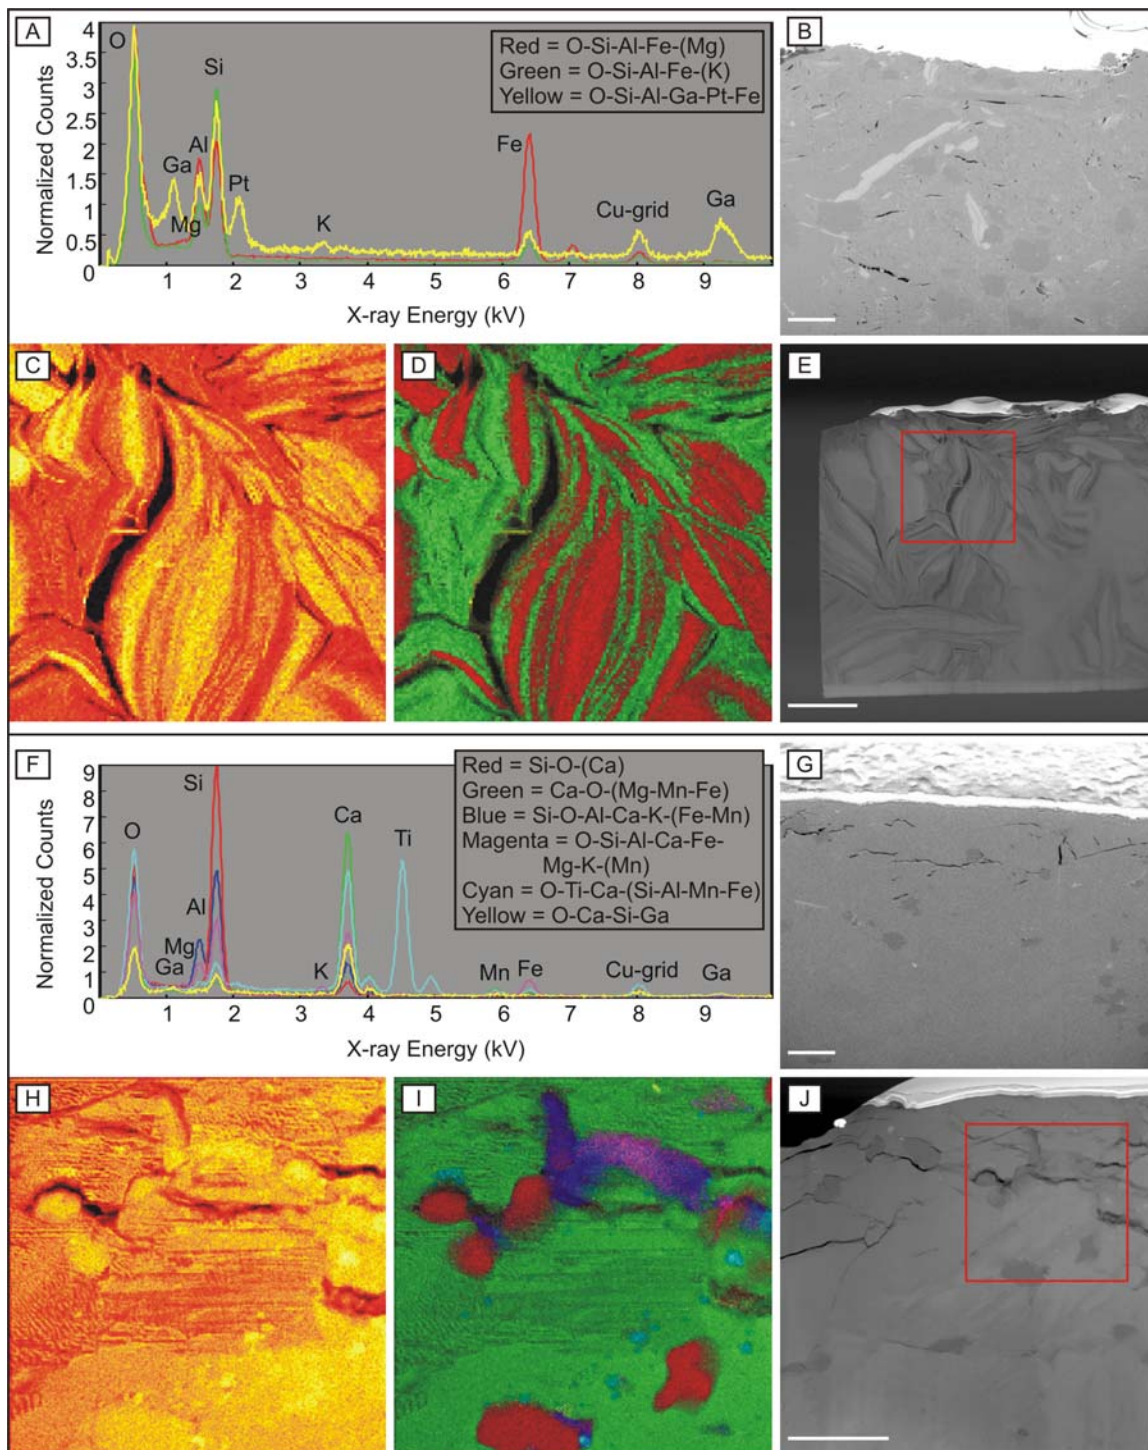 A
Normalized Counts
4
3.5
3
2.5
2
1.5
1
0.5
0
O
Ga
Mg
Al
Si
Pt
K
Fe
Cu-grid
Ga
Red = O-Si-Al-Fe-(Mg)
Green = O-Si-Al-Fe-(K)
Yellow = O-Si-Al-Ga-Pt-Fe
1 2 3 4 5 6 7 8 9
X-ray Energy (kV)
B
C
D
E
F
Normalized Counts
9
8
7
6
5
4
3
2
1
0
O
Ga
Mg
Al
Si
K
Ca
Ti
Mn
Fe
Cu-grid
Ga
Red = Si-O-(Ca)
Green = Ca-O-(Mg-Mn-Fe)
Blue = Si-O-Al-Ca-K-(Fe-Mn)
Magenta = O-Si-Al-Ca-Fe-
Mg-K-(Mn)
Cyan = O-Ti-Ca-(Si-Al-Mn-Fe)
Yellow = O-Ca-Si-Ga
1 2 3 4 5 6 7 8 9
X-ray Energy (kV)
G
H
I
J